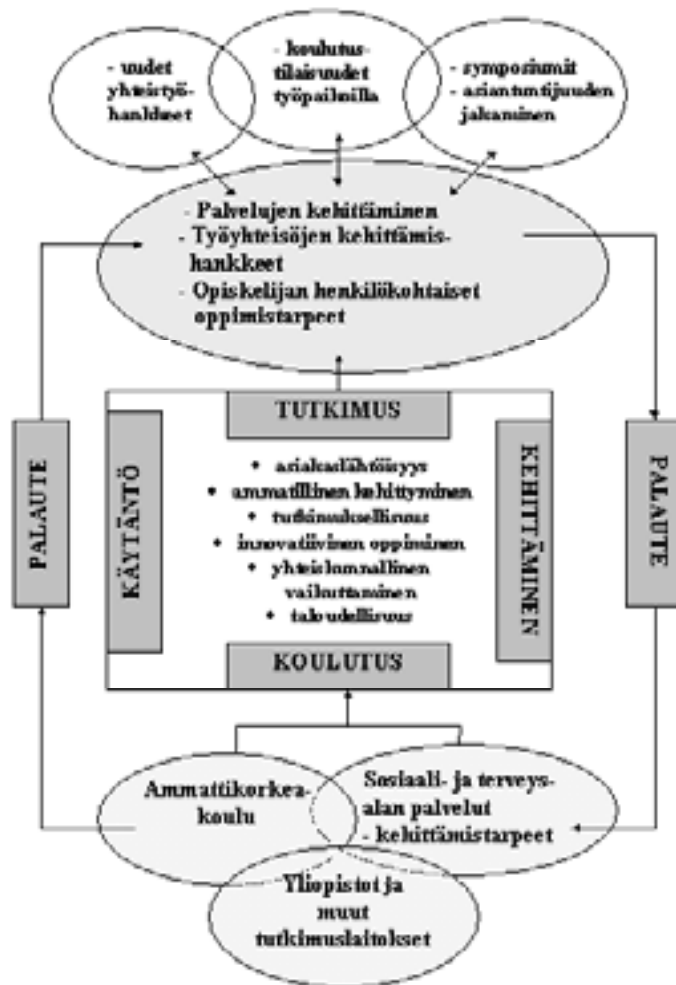 - uudet
yhteistyö-
hankkeet
- koulutus-
tilaisuudet
työpaikoilla
- symposiumit
- asiantuntijuuden
jakaminen
- Palvelujen kehittäminen
- Työyhteisöjen kehittämis-
hankkeet
- Opiskelijan henkilökohtaiset
oppimistarpeet
PALAUTE
KÄYTÄNTÖ
TUTKIMUS
• asiakaslähtöisyys
• ammatillinen kehittyminen
• tutkimuksellisuus
• innovatiivinen oppiminen
• yhteiskunnallinen
vaikuttaminen
• taloudellisuus
KOULUTUS
KEHITTÄMINEN
PALAUTE
Ammattikorkea-
koulu
Sosiaali- ja terveys-
alan palvelut
- kehittämistarpeet
Yliopistot ja
muut
tutkimuslaitokset